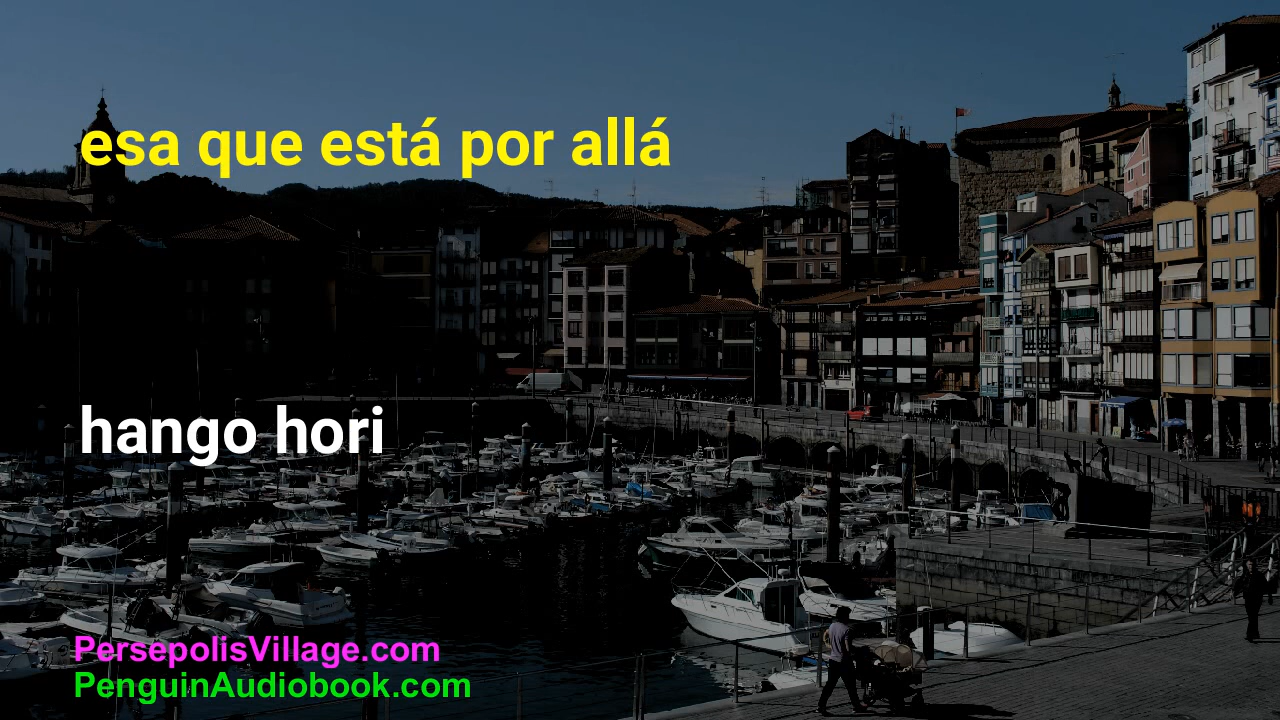 esa que está por allá
hango hori
PersepolisVillage.com
PenguinAudiobook.com